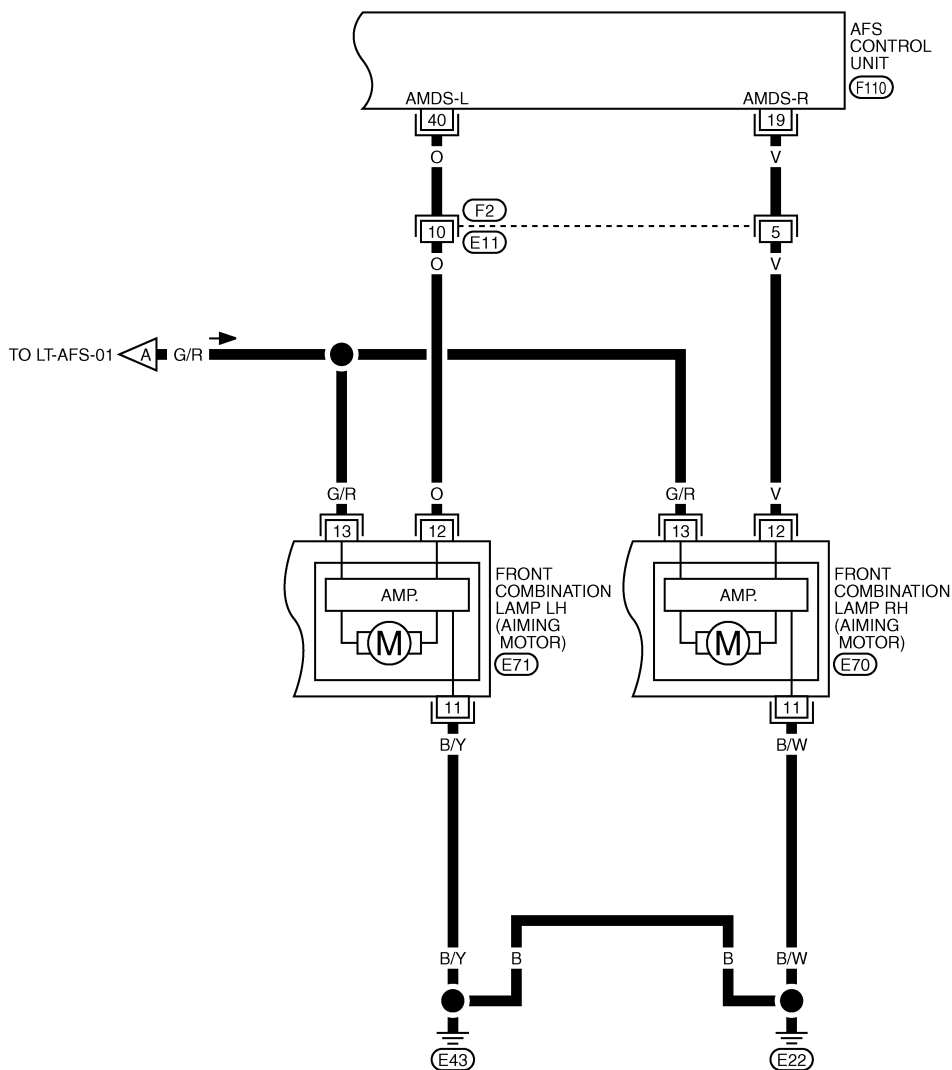 AFS
CONTROL
UNIT
F110
AMDS-L
AMDS-R
40
19
O
V
F2
10
5
E11
O
V
TO LT-AFS-01
A
G/R
G/R
O
G/R
V
13
12
13
12
FRONT
COMBINATION
LAMP LH
(AIMING
MOTOR)
E71
AMP.
M
FRONT
COMBINATION
LAMP RH
(AIMING
MOTOR)
E70
AMP.
M
11
11
B/Y
B/W
B/Y
B
B
B/W
E43
E22